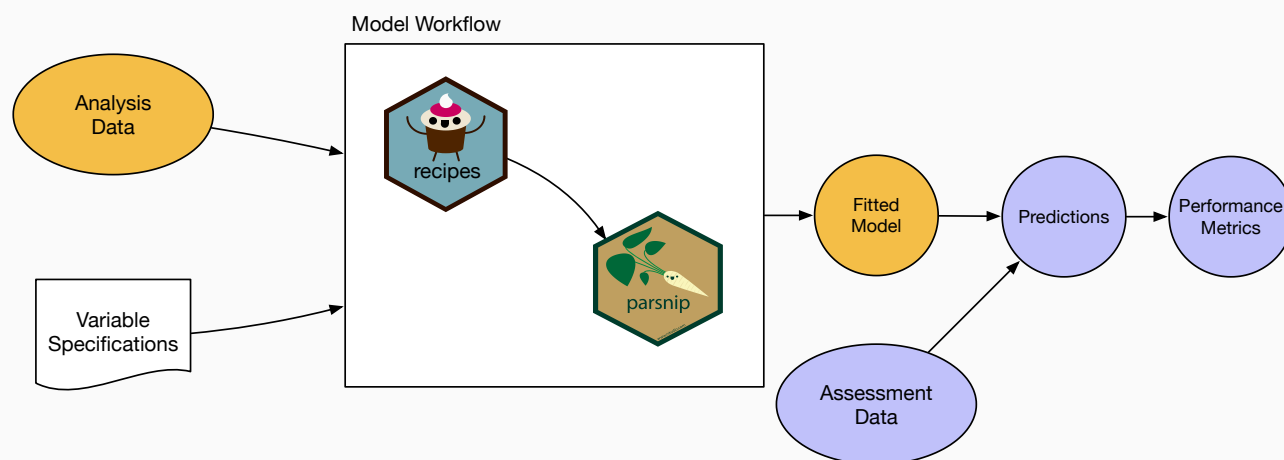 Model Workflow
Analysis
Data
recipes
parsnip
Variable
Specifications
Fitted
Model
Predictions
Performance
Metrics
Assessment
Data